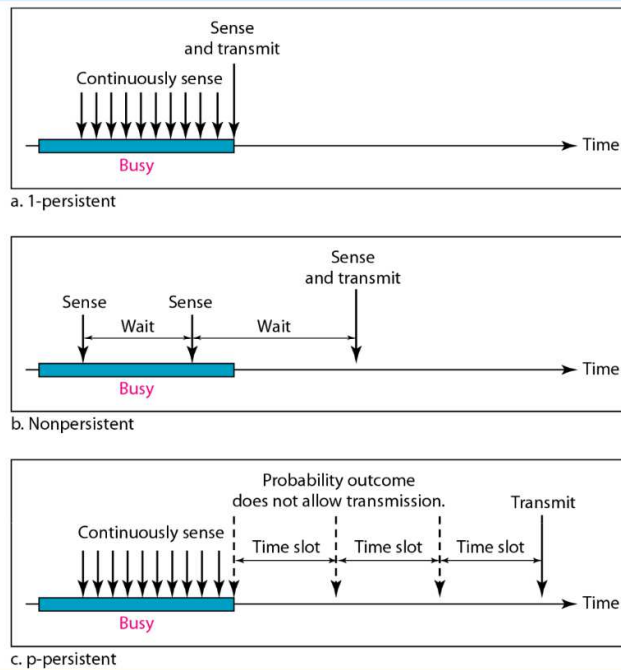 Sense
and transmit
Continuously sense
Time
Busy
a. 1-persistent
Sense
and transmit
Sense
Sense
Wait
Wait
Time
Busy
b. Nonpersistent
Probability outcome
does not allow transmission.
Transmit
Continuously sense
Time slot
Time slot
Time slot
Time
Busy
c. p-persistent